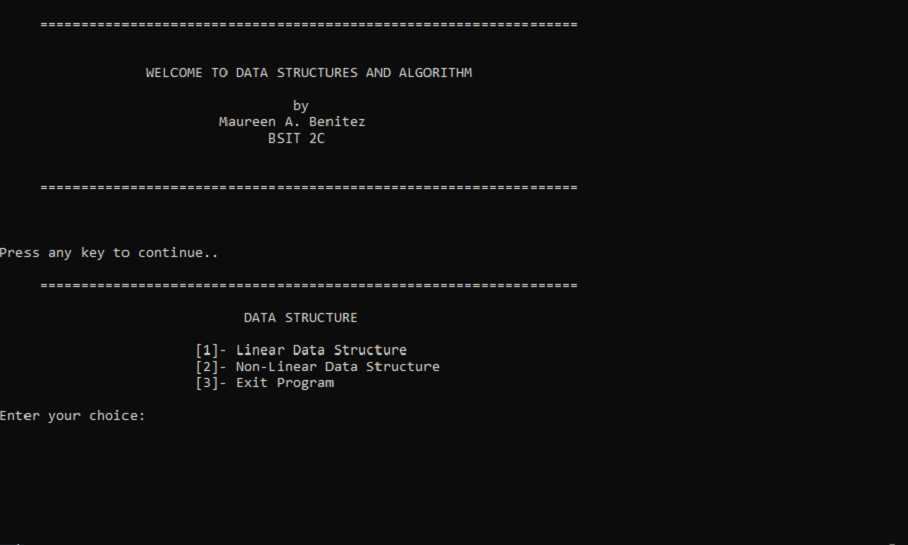 ==================================================================
WELCOME TO DATA STRUCTURES AND ALGORITHM
by
Maureen A. Benitez
BSIT 2C
==================================================================
Press any key to continue..
==================================================================
DATA STRUCTURE
[1]- Linear Data Structure
[2]- Non-Linear Data Structure
[3]- Exit Program
Enter your choice: